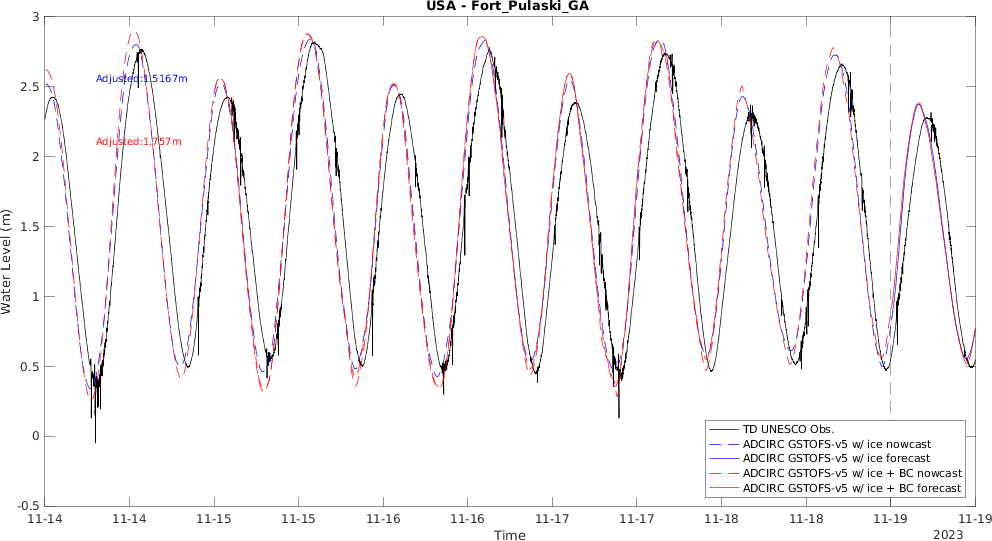 USA - Fort_Pulaski_GA
3
2.5
2
1.5
1
0.5
0
-0.5
Water Level (m)
Adjusted:1.5167m
Adjusted:1.757m
TD UNESCO Obs.
ADCIRC GSTOFS-v5 w/ ice nowcast
ADCIRC GSTOFS-v5 w/ ice forecast
ADCIRC GSTOFS-v5 w/ ice + BC nowcast
ADCIRC GSTOFS-v5 w/ ice + BC forecast
11-14 11-14 11-15 11-15 11-16 11-16 11-17 11-17 11-18 11-18 11-19 11-19
Time
2023